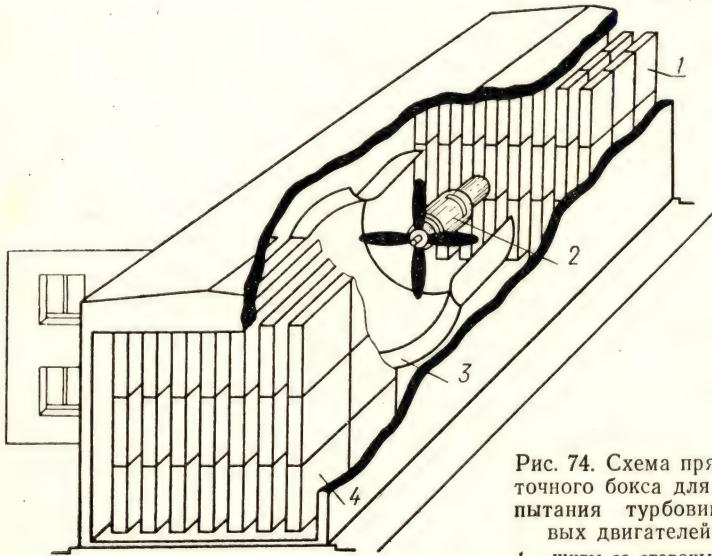 1
2
3
4
Рис. 74. Схема пря
точного бокса для
пытания турбови
вых двигателей